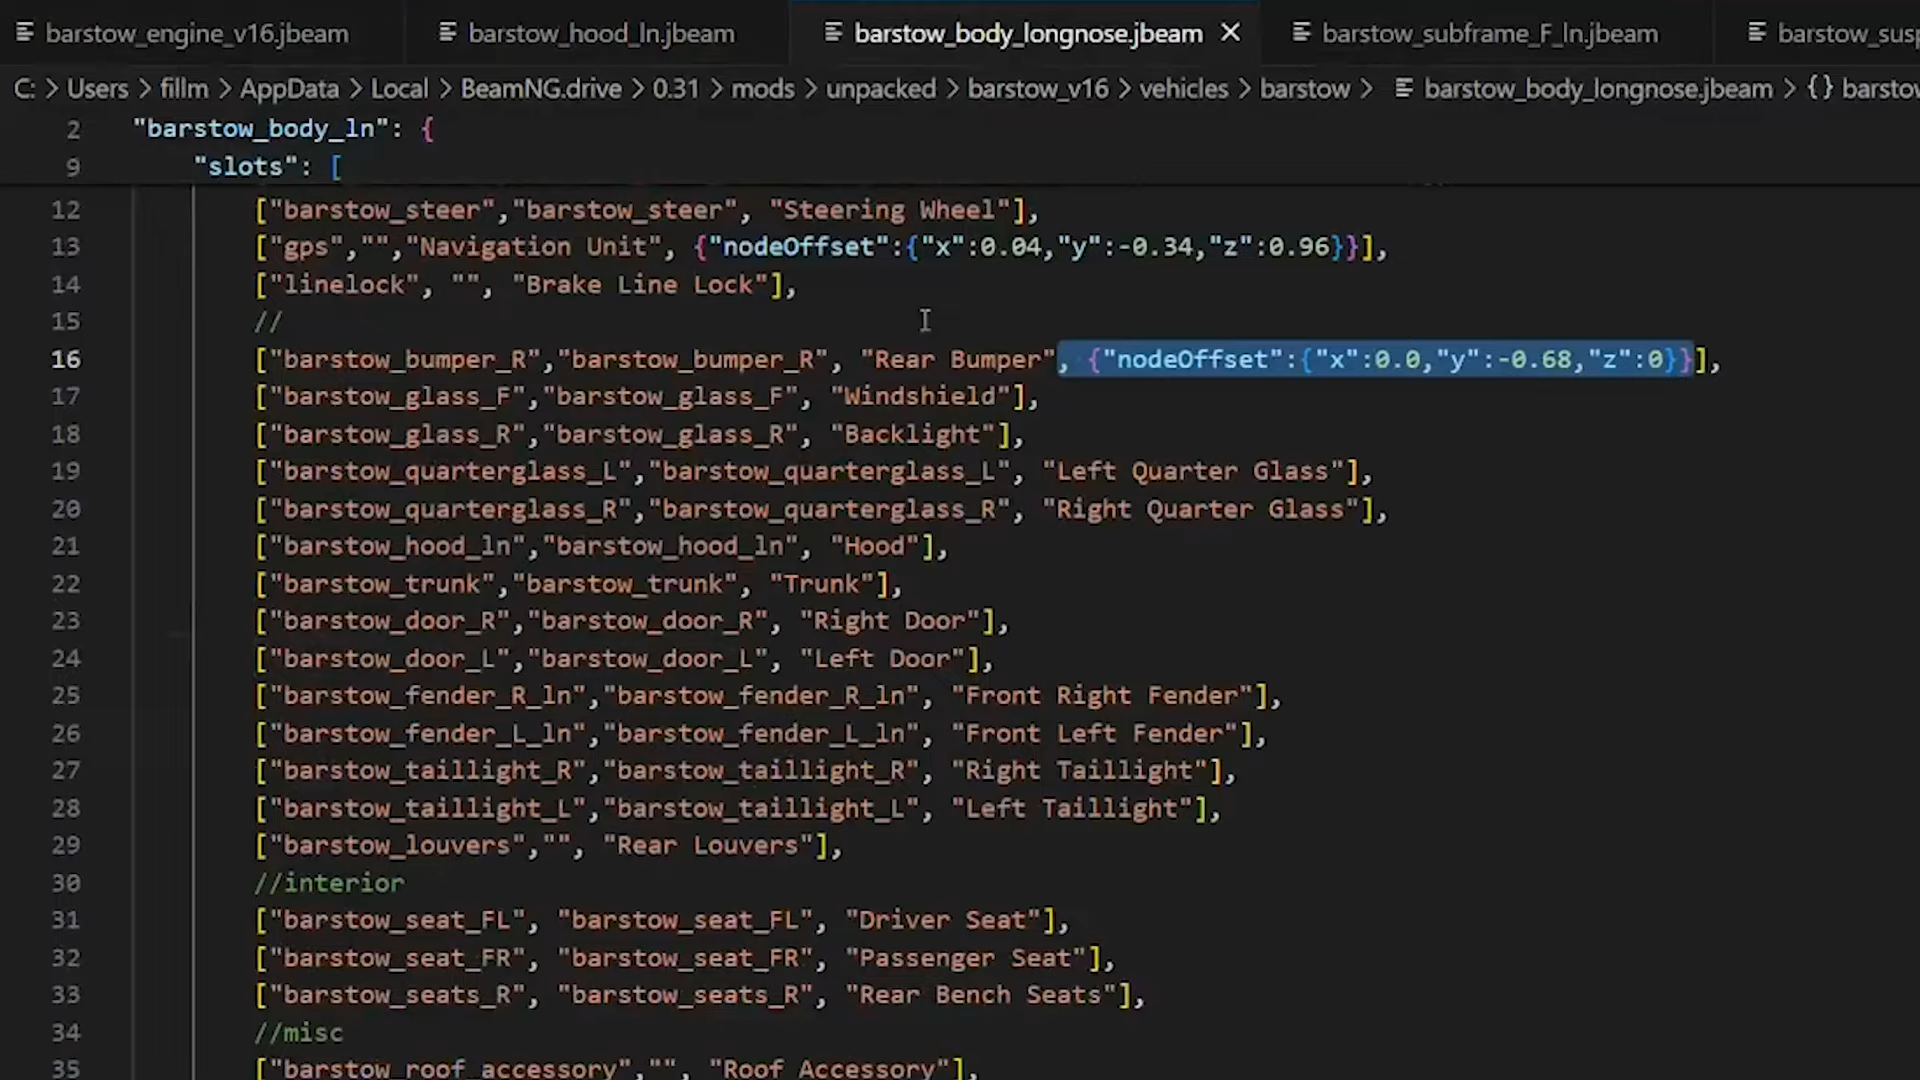 barstow_engine_v16.jbeam barstow_hood_ln.jbeam barstow_body_longnose.jbeam barstow_subframe_F_ln.jbeam barstow_susp
C: > Users > fillm > AppData > Local > BeamNG.drive > 0.31 > mods > unpacked > barstow_v16 > vehicles > barstow > barstow_body_longnose.jbeam > {} barstow
2 "barstow_body_ln": {
9 "slots": [
12 ["barstow_steer","barstow_steer", "Steering Wheel"],
13 ["gps","","Navigation Unit", {"nodeOffset":{"x":0.04,"y":-0.34,"z":0.96}}],
14 ["linelock", "", "Brake Line Lock"],
15 //
16 ["barstow_bumper_R","barstow_bumper_R", "Rear Bumper", {"nodeOffset":{"x":0.0,"y":-0.68,"z":0}}],
17 ["barstow_glass_F","barstow_glass_F", "Windshield"],
18 ["barstow_glass_R","barstow_glass_R", "Backlight"],
19 ["barstow_quarterglass_L","barstow_quarterglass_L", "Left Quarter Glass"],
20 ["barstow_quarterglass_R","barstow_quarterglass_R", "Right Quarter Glass"],
21 ["barstow_hood_ln","barstow_hood_ln", "Hood"],
22 ["barstow_trunk","barstow_trunk", "Trunk"],
23 ["barstow_door_R","barstow_door_R", "Right Door"],
24 ["barstow_door_L","barstow_door_L", "Left Door"],
25 ["barstow_fender_R_ln","barstow_fender_R_ln", "Front Right Fender"],
26 ["barstow_fender_L_ln","barstow_fender_L_ln", "Front Left Fender"],
27 ["barstow_taillight_R","barstow_taillight_R", "Right Taillight"],
28 ["barstow_taillight_L","barstow_taillight_L", "Left Taillight"],
29 ["barstow_louvers","", "Rear Louvers"],
30 //interior
31 ["barstow_seat_FL", "barstow_seat_FL", "Driver Seat"],
32 ["barstow_seat_FR", "barstow_seat_FR", "Passenger Seat"],
33 ["barstow_seats_R", "barstow_seats_R", "Rear Bench Seats"],
34 //misc
35 ["barstow_roof_accessory","", "Roof Accessory"],